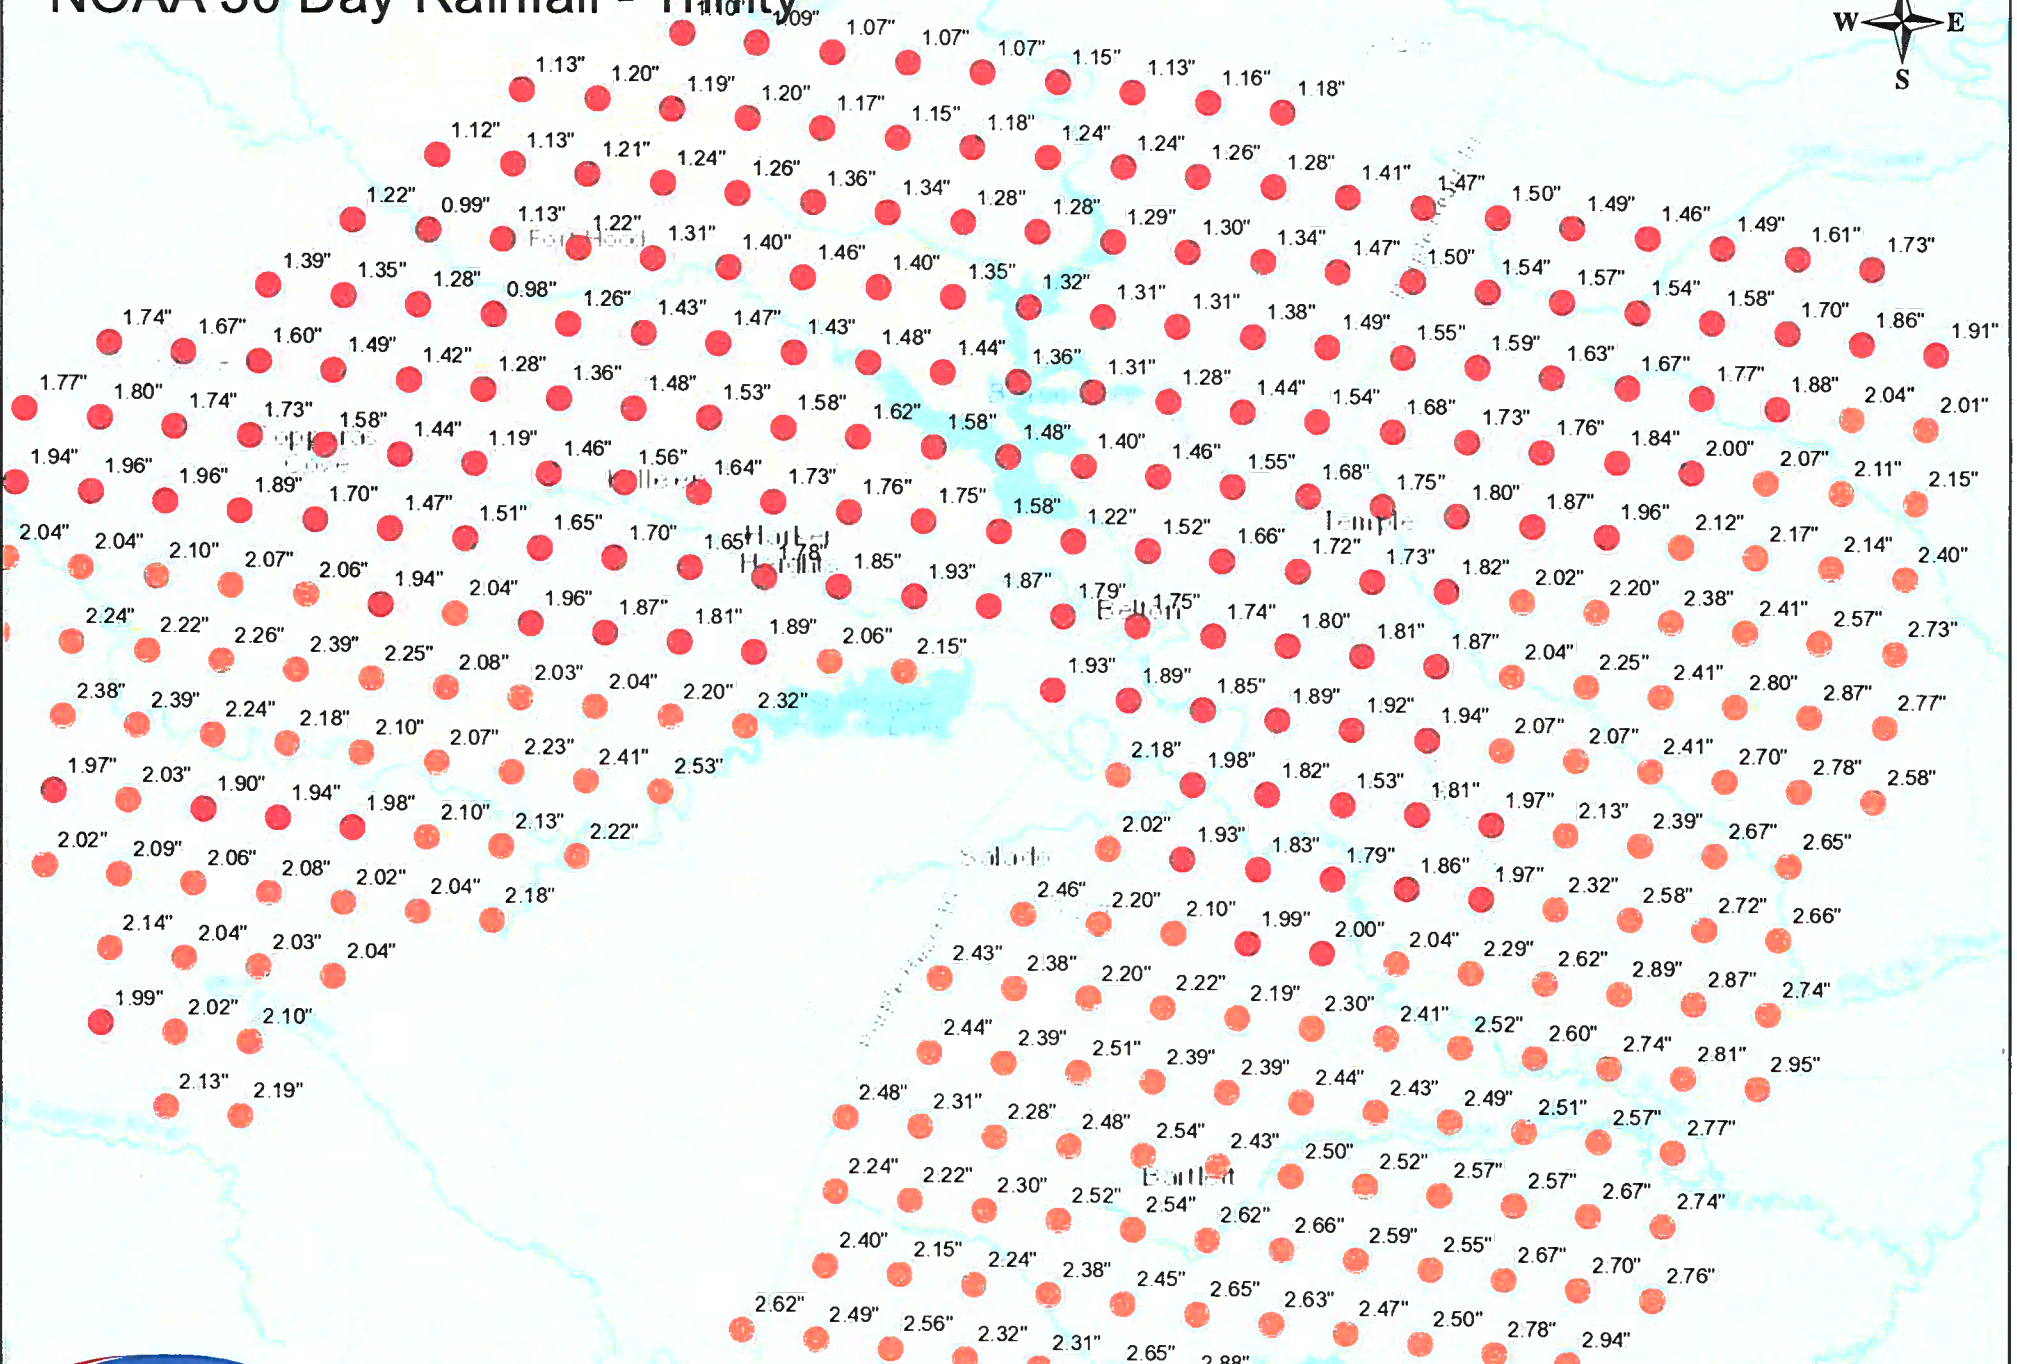 NOAA 30 Day Rainfall - Trinity
W E
S
1.09" 1.07" 1.07" 1.07" 1.15" 1.13" 1.16" 1.18"
1.13" 1.20" 1.19" 1.20" 1.17" 1.15" 1.18" 1.24" 1.24" 1.26" 1.28" 1.41" 1.47" 1.50" 1.49" 1.46" 1.49" 1.61" 1.73"
1.12" 1.13" 1.21" 1.24" 1.26" 1.36" 1.34" 1.28" 1.28" 1.29" 1.30" 1.34" 1.47" 1.50" 1.54" 1.57" 1.54" 1.58" 1.70" 1.86" 1.91"
1.22" 0.99" 1.13" 1.22" 1.31" 1.40" 1.46" 1.40" 1.35" 1.32" 1.31" 1.31" 1.38" 1.49" 1.55" 1.59" 1.63" 1.67" 1.77" 1.88" 2.04" 2.01"
Fort Hood
1.39" 1.35" 1.28" 0.98" 1.26" 1.43" 1.47" 1.43" 1.48" 1.44" 1.36" 1.31" 1.28" 1.44" 1.54" 1.68" 1.73" 1.76" 1.84" 2.00" 2.07" 2.11" 2.15"
1.74" 1.67" 1.60" 1.49" 1.42" 1.28" 1.36" 1.48" 1.53" 1.58" 1.62" 1.58" 1.48" 1.40" 1.46" 1.55" 1.68" 1.75" 1.80" 1.87" 1.96" 2.12" 2.17" 2.14" 2.40"
1.77" 1.80" 1.74" 1.73" 1.58" 1.44" 1.19" 1.46" 1.56" 1.64" 1.73" 1.76" 1.75" 1.58" 1.22" 1.52" 1.66" 1.72" 1.73" 1.82" 2.02" 2.20" 2.38" 2.41" 2.57" 2.73"
Copperas
Cove
Killeen
Temple
1.94" 1.96" 1.96" 1.89" 1.70" 1.47" 1.51" 1.65" 1.70" 1.65" 1.78" 1.85" 1.93" 1.87" 1.79" 1.75" 1.74" 1.80" 1.81" 1.87" 2.04" 2.25" 2.41" 2.80" 2.87" 2.77"
Harker
Heights
Belton
2.04" 2.04" 2.10" 2.07" 2.06" 1.94" 2.04" 1.96" 1.87" 1.81" 1.89" 2.06" 2.15"
1.93" 1.89" 1.85" 1.89" 1.92" 1.94" 2.07" 2.07" 2.41" 2.70" 2.78" 2.58"
2.24" 2.22" 2.26" 2.39" 2.25" 2.08" 2.03" 2.04" 2.20" 2.32"
2.18" 1.98" 1.82" 1.53" 1.81" 1.97" 2.13" 2.39" 2.67" 2.65"
2.38" 2.39" 2.24" 2.18" 2.10" 2.07" 2.23" 2.41" 2.53"
2.02" 1.93" 1.83" 1.79" 1.86" 1.97" 2.32" 2.58" 2.72" 2.66"
Salado
1.97" 2.03" 1.90" 1.94" 1.98" 2.10" 2.13" 2.22"
2.46" 2.20" 2.10" 1.99" 2.00" 2.04" 2.29" 2.62" 2.89" 2.87" 2.74"
2.02" 2.09" 2.06" 2.08" 2.02" 2.04" 2.18"
2.43" 2.38" 2.20" 2.22" 2.19" 2.30" 2.41" 2.52" 2.60" 2.74" 2.81" 2.95"
2.14" 2.04" 2.03" 2.04"
2.44" 2.39" 2.51" 2.39" 2.39" 2.44" 2.43" 2.49" 2.51" 2.57" 2.77"
1.99" 2.02" 2.10"
2.48" 2.31" 2.28" 2.48" 2.54" 2.43" 2.50" 2.52" 2.57" 2.57" 2.67" 2.74"
Bartlett
2.13" 2.19"
2.24" 2.22" 2.30" 2.52" 2.54" 2.62" 2.66" 2.59" 2.55" 2.67" 2.70" 2.76"
2.40" 2.15" 2.24" 2.38" 2.45" 2.65" 2.63" 2.47" 2.50" 2.78" 2.94"
2.62" 2.49" 2.56" 2.32" 2.31" 2.65" 2.88"